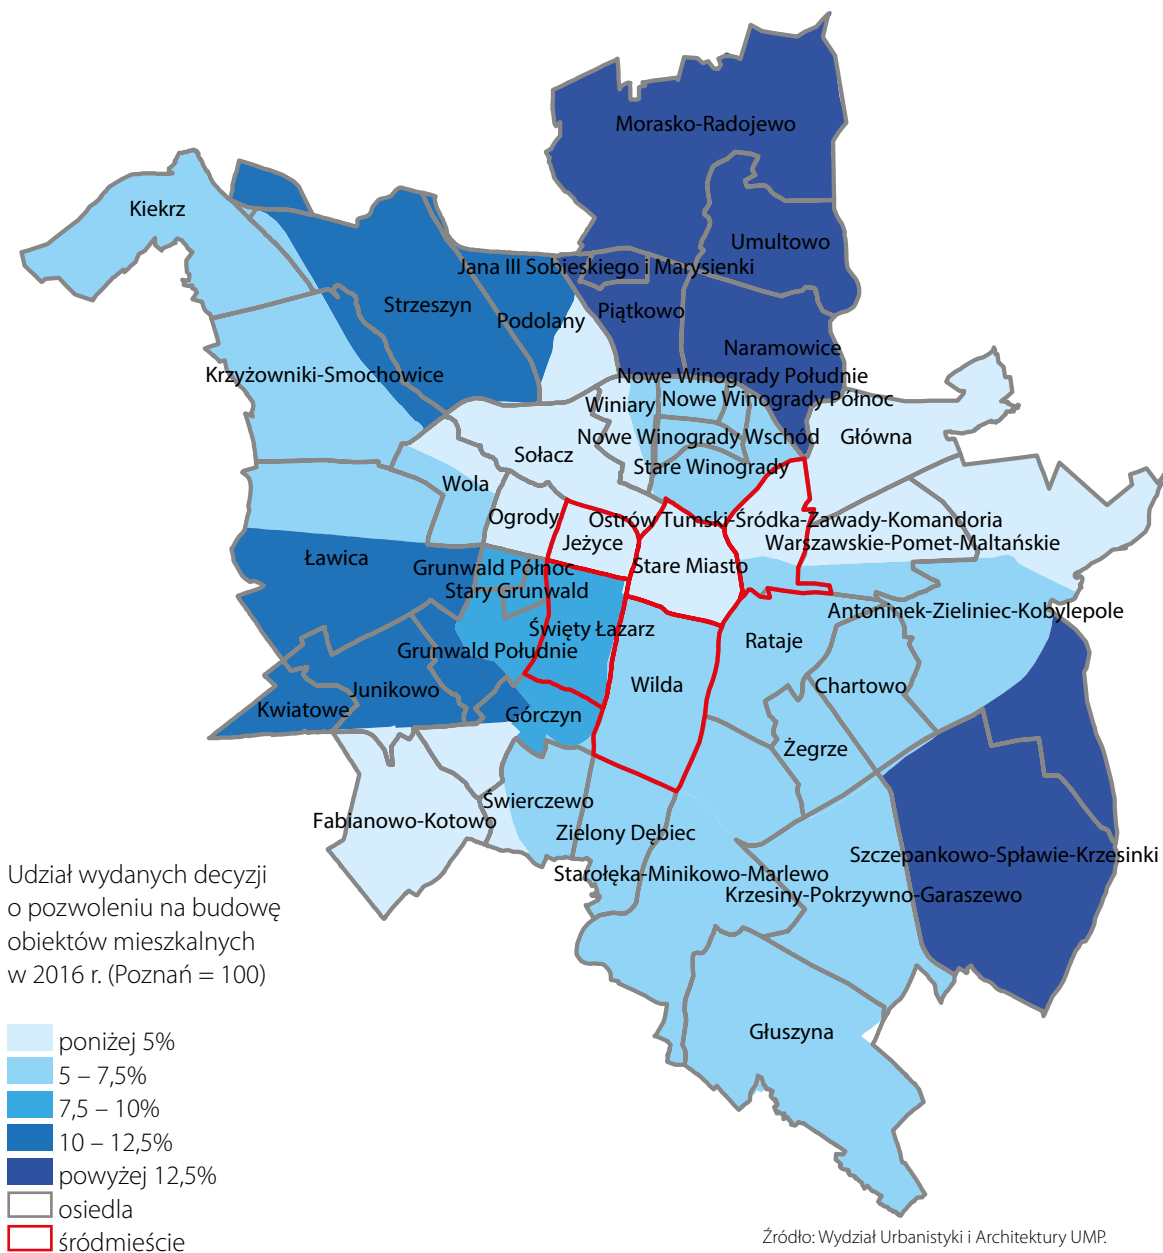 Morasko-Radojewo
Kiekrz
Umultowo
Jana III Sobieskiego i Marysienki
Strzeszyn
Podolany
Piątkowo
Naramowice
Krzyżowniki-Smochowice
Nowe Winogrady Południe
Winiary
Nowe Winogrady Północ
Nowe Winogrady Wschód
Główna
Sołacz
Stare Winogrady
Wola
Ogrody
Ostrów Tumski-Śródka-Zawady-Komandoria
Jeżyce
Warszawskie-Pomet-Maltańskie
Ławica
Grunwald Północ
Stare Miasto
Stary Grunwald
Antoninek-Zieliniec-Kobylepole
Święty Łazarz
Rataje
Grunwald Południe
Junikowo
Wilda
Chartowo
Kwiatowe
Górczyn
Żegrze
Świerczewo
Fabianowo-Kotowo
Zielony Dębiec
Szczepankowo-Spławie-Krzesinki
Starołęka-Minikowo-Marlewo
Krzesiny-Pokrzywno-Garaszewo
Głuszyna
Udział wydanych decyzji
o pozwoleniu na budowę
obiektów mieszkalnych
w 2016 r. (Poznań = 100)
poniżej 5%
5 – 7,5%
7,5 – 10%
10 – 12,5%
powyżej 12,5%
osiedla
śródmieście
Źródło: Wydział Urbanistyki i Architektury UMP.